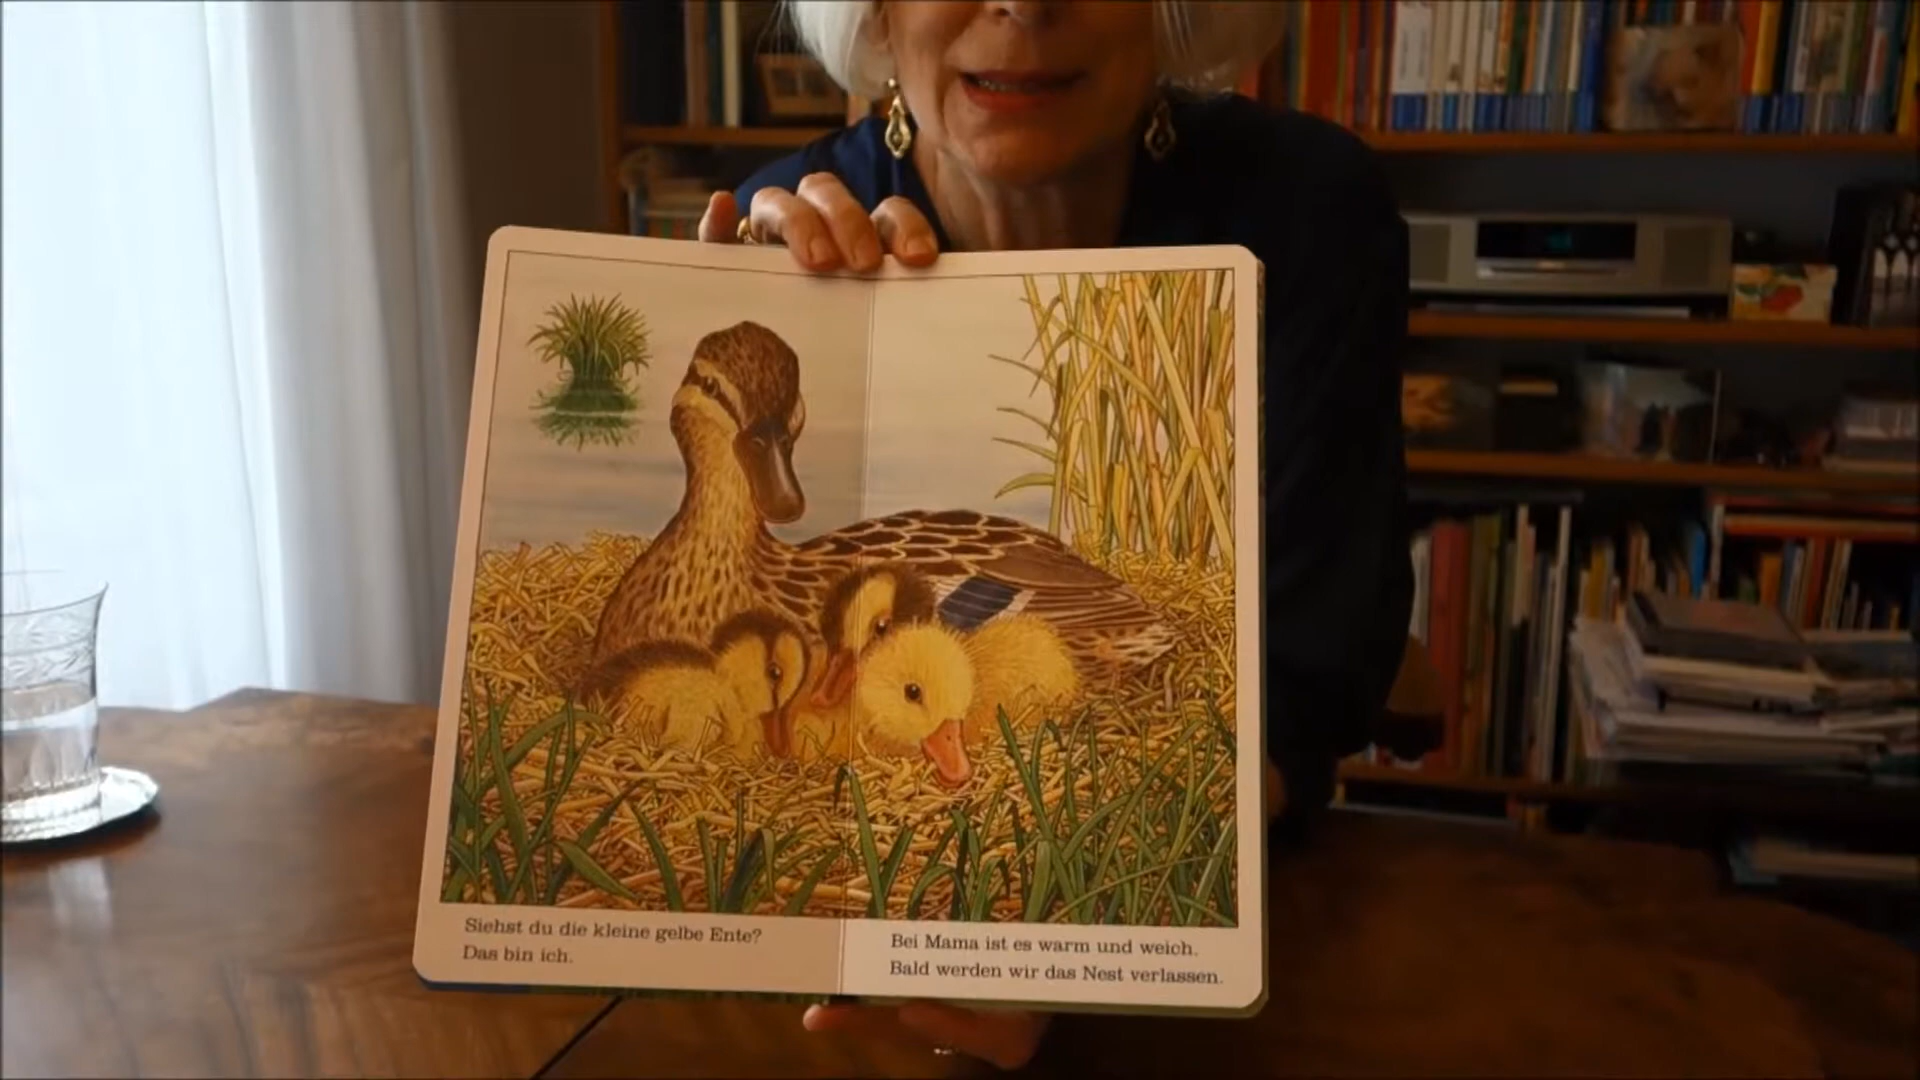 Siehst du die kleine gelbe Ente?
Das bin ich.
Bei Mama ist es warm und weich.
Bald werden wir das Nest verlassen.